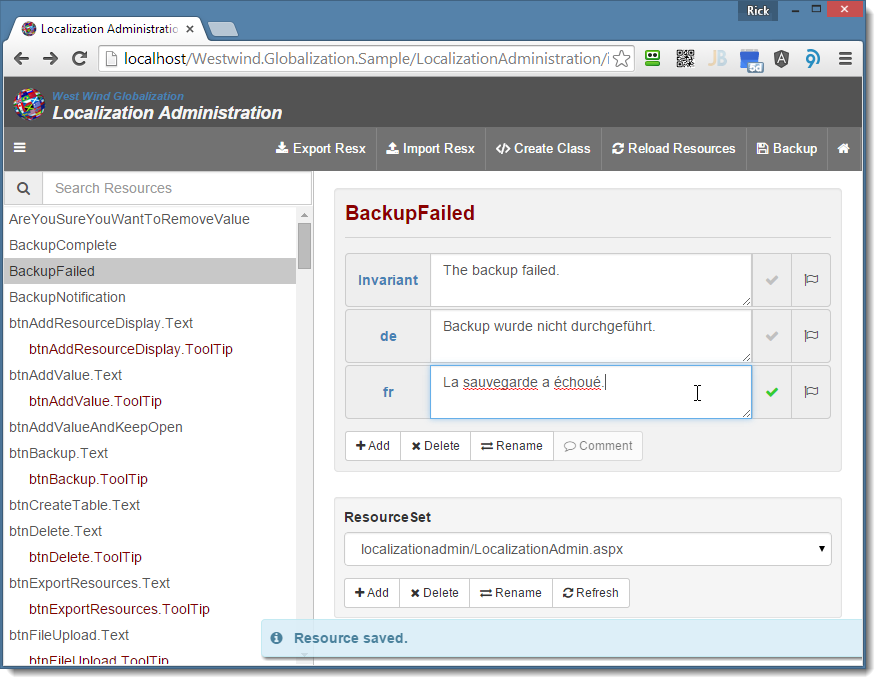 Rick
Localization Administratio
localhost/Westwind.Globalization.Sample/LocalizationAdministration/i
JB
West Wind Globalization
Localization Administration
Export Resx
Import Resx
</> Create Class
Reload Resources
Backup
Search Resources
AreYouSureYouWantToRemoveValue
BackupComplete
BackupFailed
BackupNotification
btnAddResourceDisplay.Text
btnAddResourceDisplay.ToolTip
btnAddValue.Text
btnAddValue.ToolTip
btnAddValueAndKeepOpen
btnBackup.Text
btnBackup.ToolTip
btnCreateTable.Text
btnDelete.Text
btnDelete.ToolTip
btnExportResources.Text
btnExportResources.ToolTip
btnFileUpload.Text
btnFileUpload.ToolTip
BackupFailed
Invariant
The backup failed.
de
Backup wurde nicht durchgeführt.
fr
La sauvegarde a échoué.
Add
Delete
Rename
Comment
ResourceSet
localizationadmin/LocalizationAdmin.aspx
Add
Delete
Rename
Refresh
Resource saved.